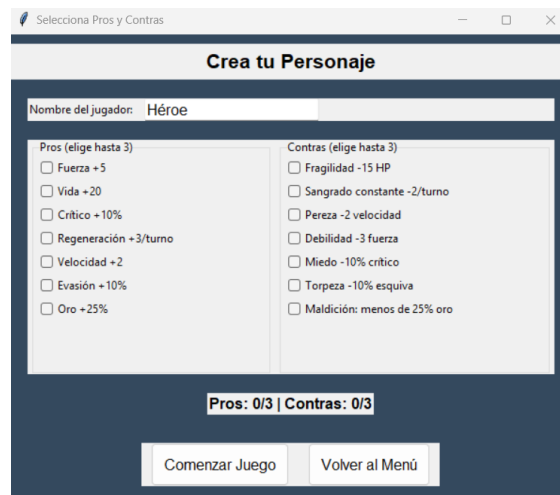 Selecciona Pros y Contras
Crea tu Personaje
Nombre del jugador: Héroe
Pros (elige hasta 3)
Fuerza +5
Vida +20
Crítico +10%
Regeneración +3/turno
Velocidad +2
Evasión +10%
Oro +25%
Contras (elige hasta 3)
Fragilidad -15 HP
Sangrado constante -2/turno
Pereza -2 velocidad
Debilidad -3 fuerza
Miedo -10% crítico
Torpeza -10% esquiva
Maldición: menos de 25% oro
Pros: 0/3 | Contras: 0/3
Comenzar Juego
Volver al Menú